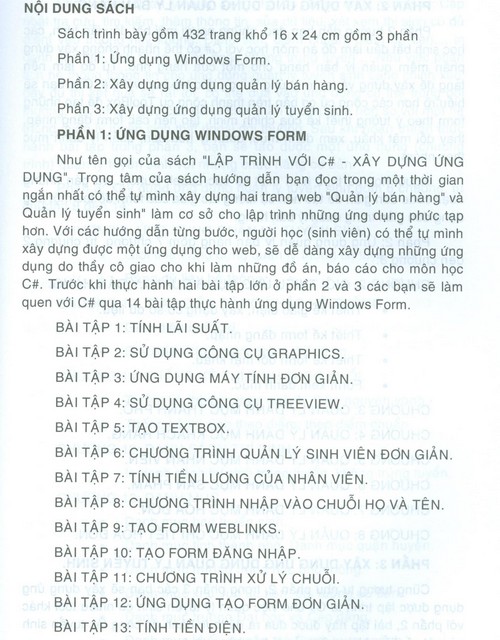 NỘI DUNG SÁCH
Sách trình bày gồm 432 trang khổ 16 x 24 cm gồm 3 phần
Phần 1: Ứng dụng Windows Form.
Phần 2: Xây dựng ứng dụng quản lý bán hàng.
Phần 3: Xây dựng ứng dụng quản lý tuyển sinh.
PHẦN 1: ỨNG DỤNG WINDOWS FORM
Như tên gọi của sách "LẬP TRÌNH VỚI C# - XÂY DỰNG ỨNG
DỤNG". Trọng tâm của sách hướng dẫn bạn đọc trong một thời gian
ngắn nhất có thể tự mình xây dựng hai trang web "Quản lý bán hàng" và
Quản lý tuyển sinh" làm cơ sở cho lập trình những ứng dụng phức tạp
hơn. Với các hướng dẫn từng bước, người học (sinh viên) có thể tự mình
xây dựng được một ứng dụng cho web, sẽ dễ dàng xây dựng những ứng
dụng do thầy cô giao cho khi làm những đồ án, báo cáo cho môn học
C#. Trước khi thực hành hai bài tập lớn ở phần 2 và 3 các bạn sẽ làm
quen với C# qua 14 bài tập thực hành ứng dụng Windows Form.
BÀI TẬP 1: TÍNH LÃI SUẤT.
BÀI TẬP 2: SỬ DỤNG CÔNG CỤ GRAPHICS.
BÀI TẬP 3: ỨNG DỤNG MÁY TÍNH ĐƠN GIẢN.
BÀI TẬP 4: SỬ DỤNG CÔNG CỤ TREEVIEW.
BÀI TẬP 5: TẠO TEXTBOX.
BÀI TẬP 6: CHƯƠNG TRÌNH QUẢN LÝ SINH VIÊN ĐƠN GIẢN.
BÀI TẬP 7: TÍNH TIỀN LƯƠNG CỦA NHÂN VIÊN.
BÀI TẬP 8: CHƯƠNG TRÌNH NHẬP VÀO CHUỖI HỌ VÀ TÊN.
BÀI TẬP 9: TẠO FORM WEBLINKS.
BÀI TẬP 10: TẠO FORM ĐĂNG NHẬP.
BÀI TẬP 11: CHƯƠNG TRÌNH XỬ LÝ CHUỖI.
BÀI TẬP 12: ỨNG DỤNG TẠO FORM ĐƠN GIẢN.
BÀI TẬP 13: TÍNH TIỀN ĐIỆN.